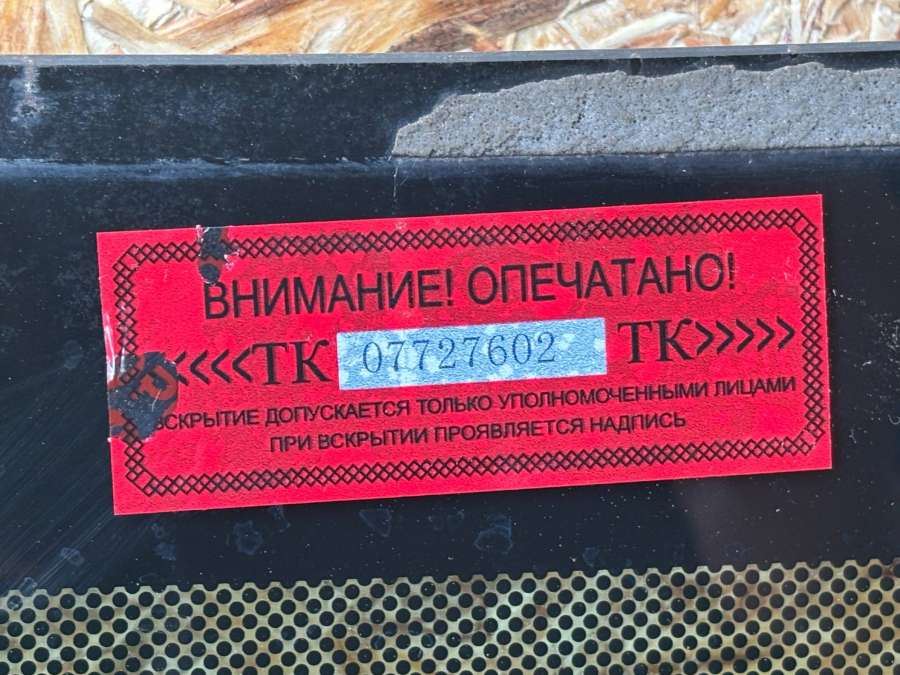 ВНИМАНИЕ! ОПЕЧАТАНО!
<<<<ТК 07727602 ТК>>>>>
ВСКРЫТИЕ ДОПУСКАЕТСЯ ТОЛЬКО УПОЛНОМОЧЕННЫМИ ЛИЦАМИ
ПРИ ВСКРЫТИИ ПРОЯВЛЯЕТСЯ НАДПИСЬ